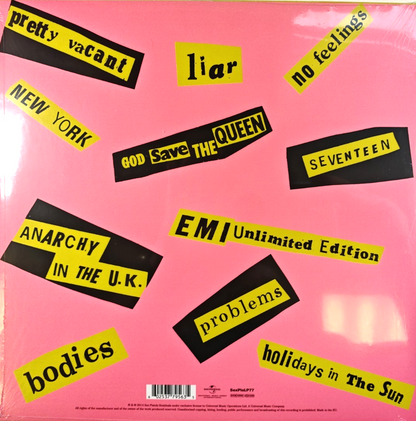 pretty vacant
liar
no feelings
NEW YORK
GOD Save THE QUEEN
SEVENTEEN
ANARCHY
IN THE U.K.
EMI Unlimited Edition
problems
bodies
holidays in The Sun
SexPissLP77